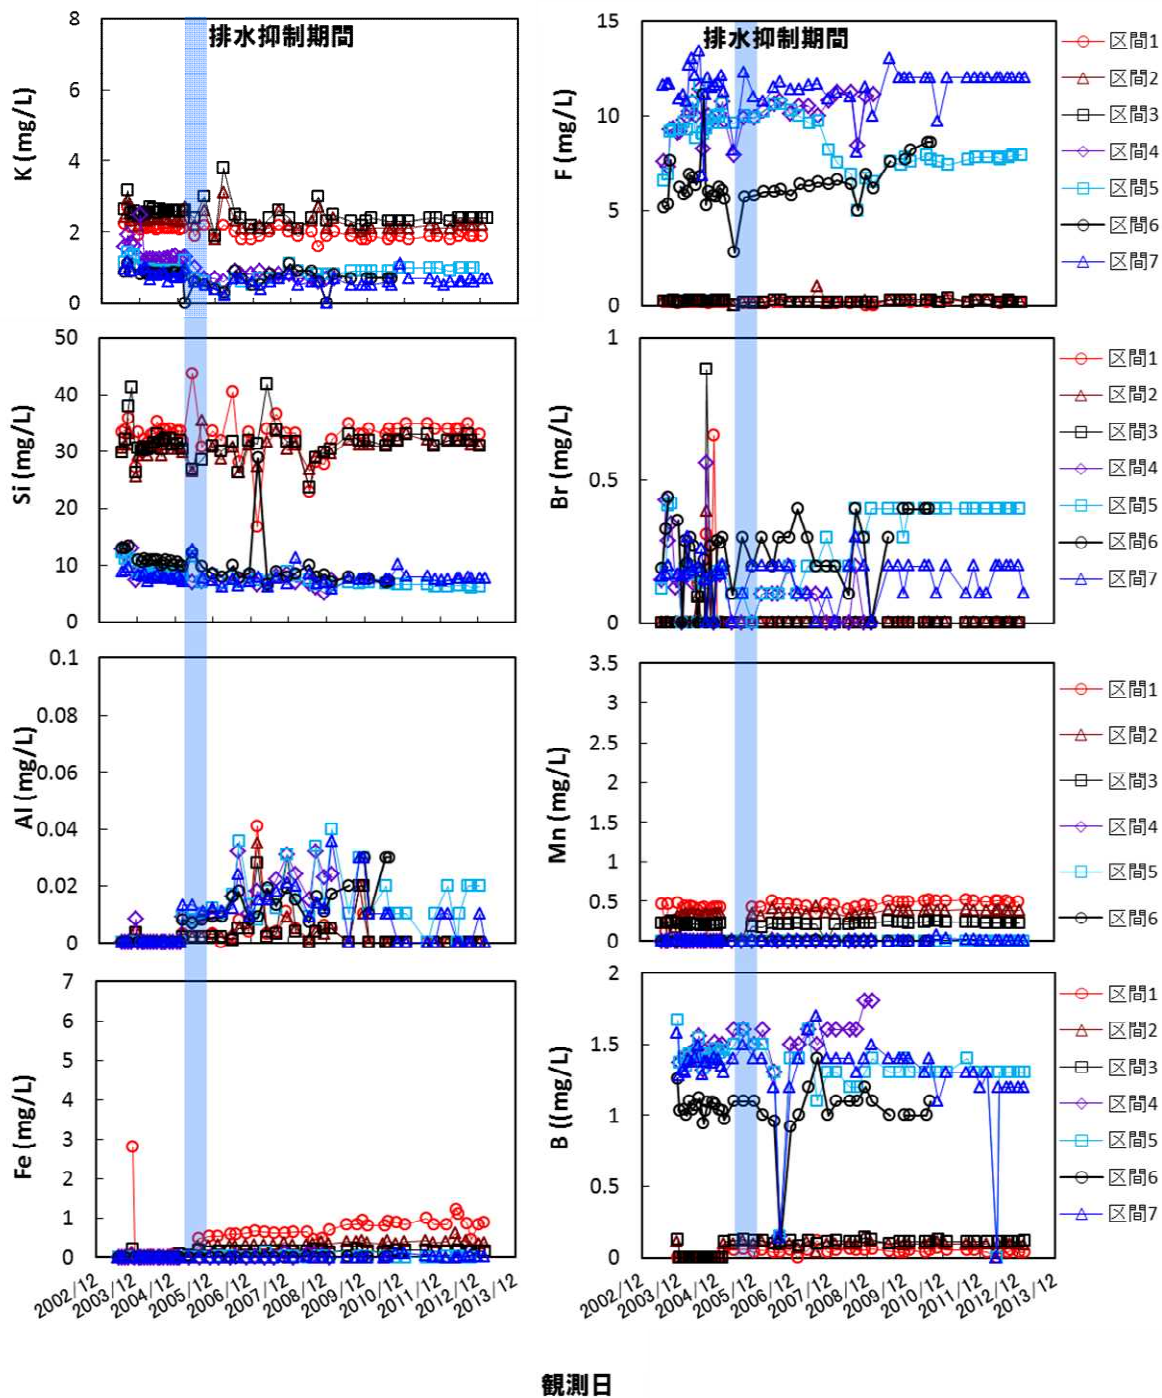 排水抑制期間
K (mg/L)
8
6
4
2
0
排水抑制期間
F (mg/L)
15
10
5
0
区間1
区間2
区間3
区間4
区間5
区間6
区間7
Si (mg/L)
50
40
30
20
10
0
Br (mg/L)
1
0.5
0
区間1
区間2
区間3
区間4
区間5
区間6
区間7
Al (mg/L)
0.1
0.08
0.06
0.04
0.02
0
Mn (mg/L)
3.5
3
2.5
2
1.5
1
0.5
0
区間1
区間2
区間3
区間4
区間5
区間6
Fe (mg/L)
7
6
5
4
3
2
1
0
2002/12
2003/12
2004/12
2005/12
2006/12
2007/12
2008/12
2009/12
2010/12
2011/12
2012/12
2013/12
B ((mg/L)
2
1.5
1
0.5
0
2002/12
2003/12
2004/12
2005/12
2006/12
2007/12
2008/12
2009/12
2010/12
2011/12
2012/12
2013/12
区間1
区間2
区間3
区間4
区間5
区間6
区間7
観測日